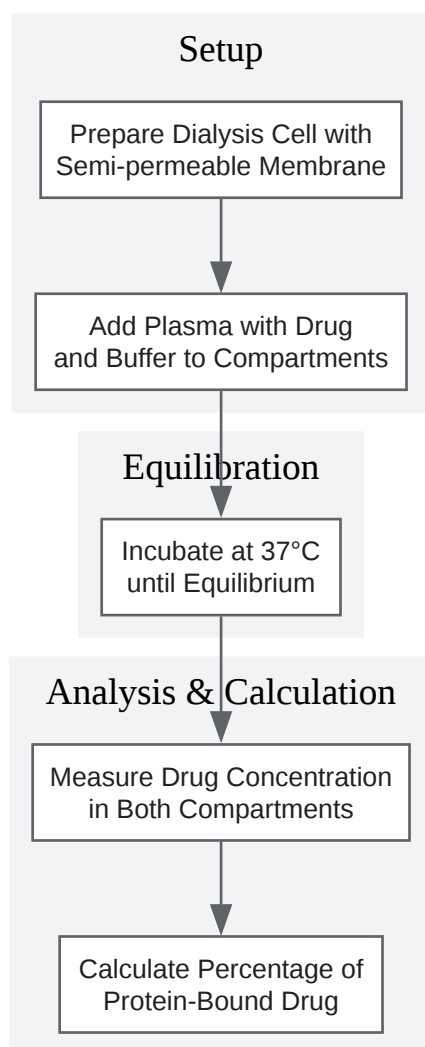 Setup
Prepare Dialysis Cell with
Semi-permeable Membrane
Add Plasma with Drug
and Buffer to Compartments
Equilibration
Incubate at 37°C
until Equilibrium
Analysis & Calculation
Measure Drug Concentration
in Both Compartments
Calculate Percentage of
Protein-Bound Drug